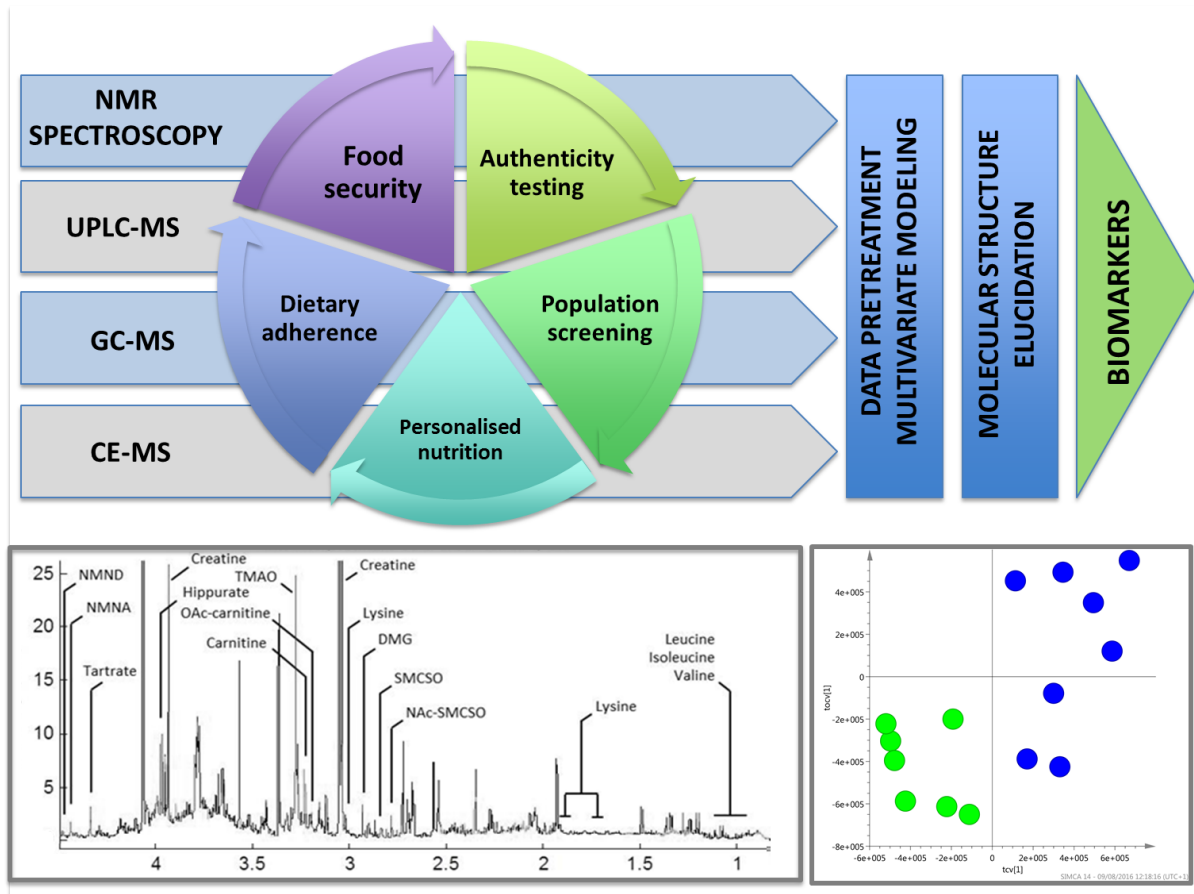 NMR
SPECTROSCOPY
UPLC-MS
GC-MS
CE-MS
Food
security
Authenticity
testing
Population
screening
Personalised
nutrition
Dietary
adherence
DATA PRETREATMENT
MULTIVARIATE MODELING
MOLECULAR STRUCTURE
ELUCIDATION
BIOMARKERS
25
20
15
10
5
NMND
NMNA
Tartrate
Creatine
Hippurate
TMAO
OAc-carnitine
Carnitine
Creatine
Lysine
DMG
SMCSO
NAc-SMCSO
Lysine
Leucine
Isoleucine
Valine
4
3.5
3
2.5
2
1.5
1
4e+005
2e+005
0
-2e+005
-4e+005
-6e+005
-8e+005
tocv[1]
-6e+005
-4e+005
-2e+005
0
2e+005
4e+005
6e+005
tcv[1]
SIMCA 14 - 09/08/2016 12:18:16 (UTC+1)